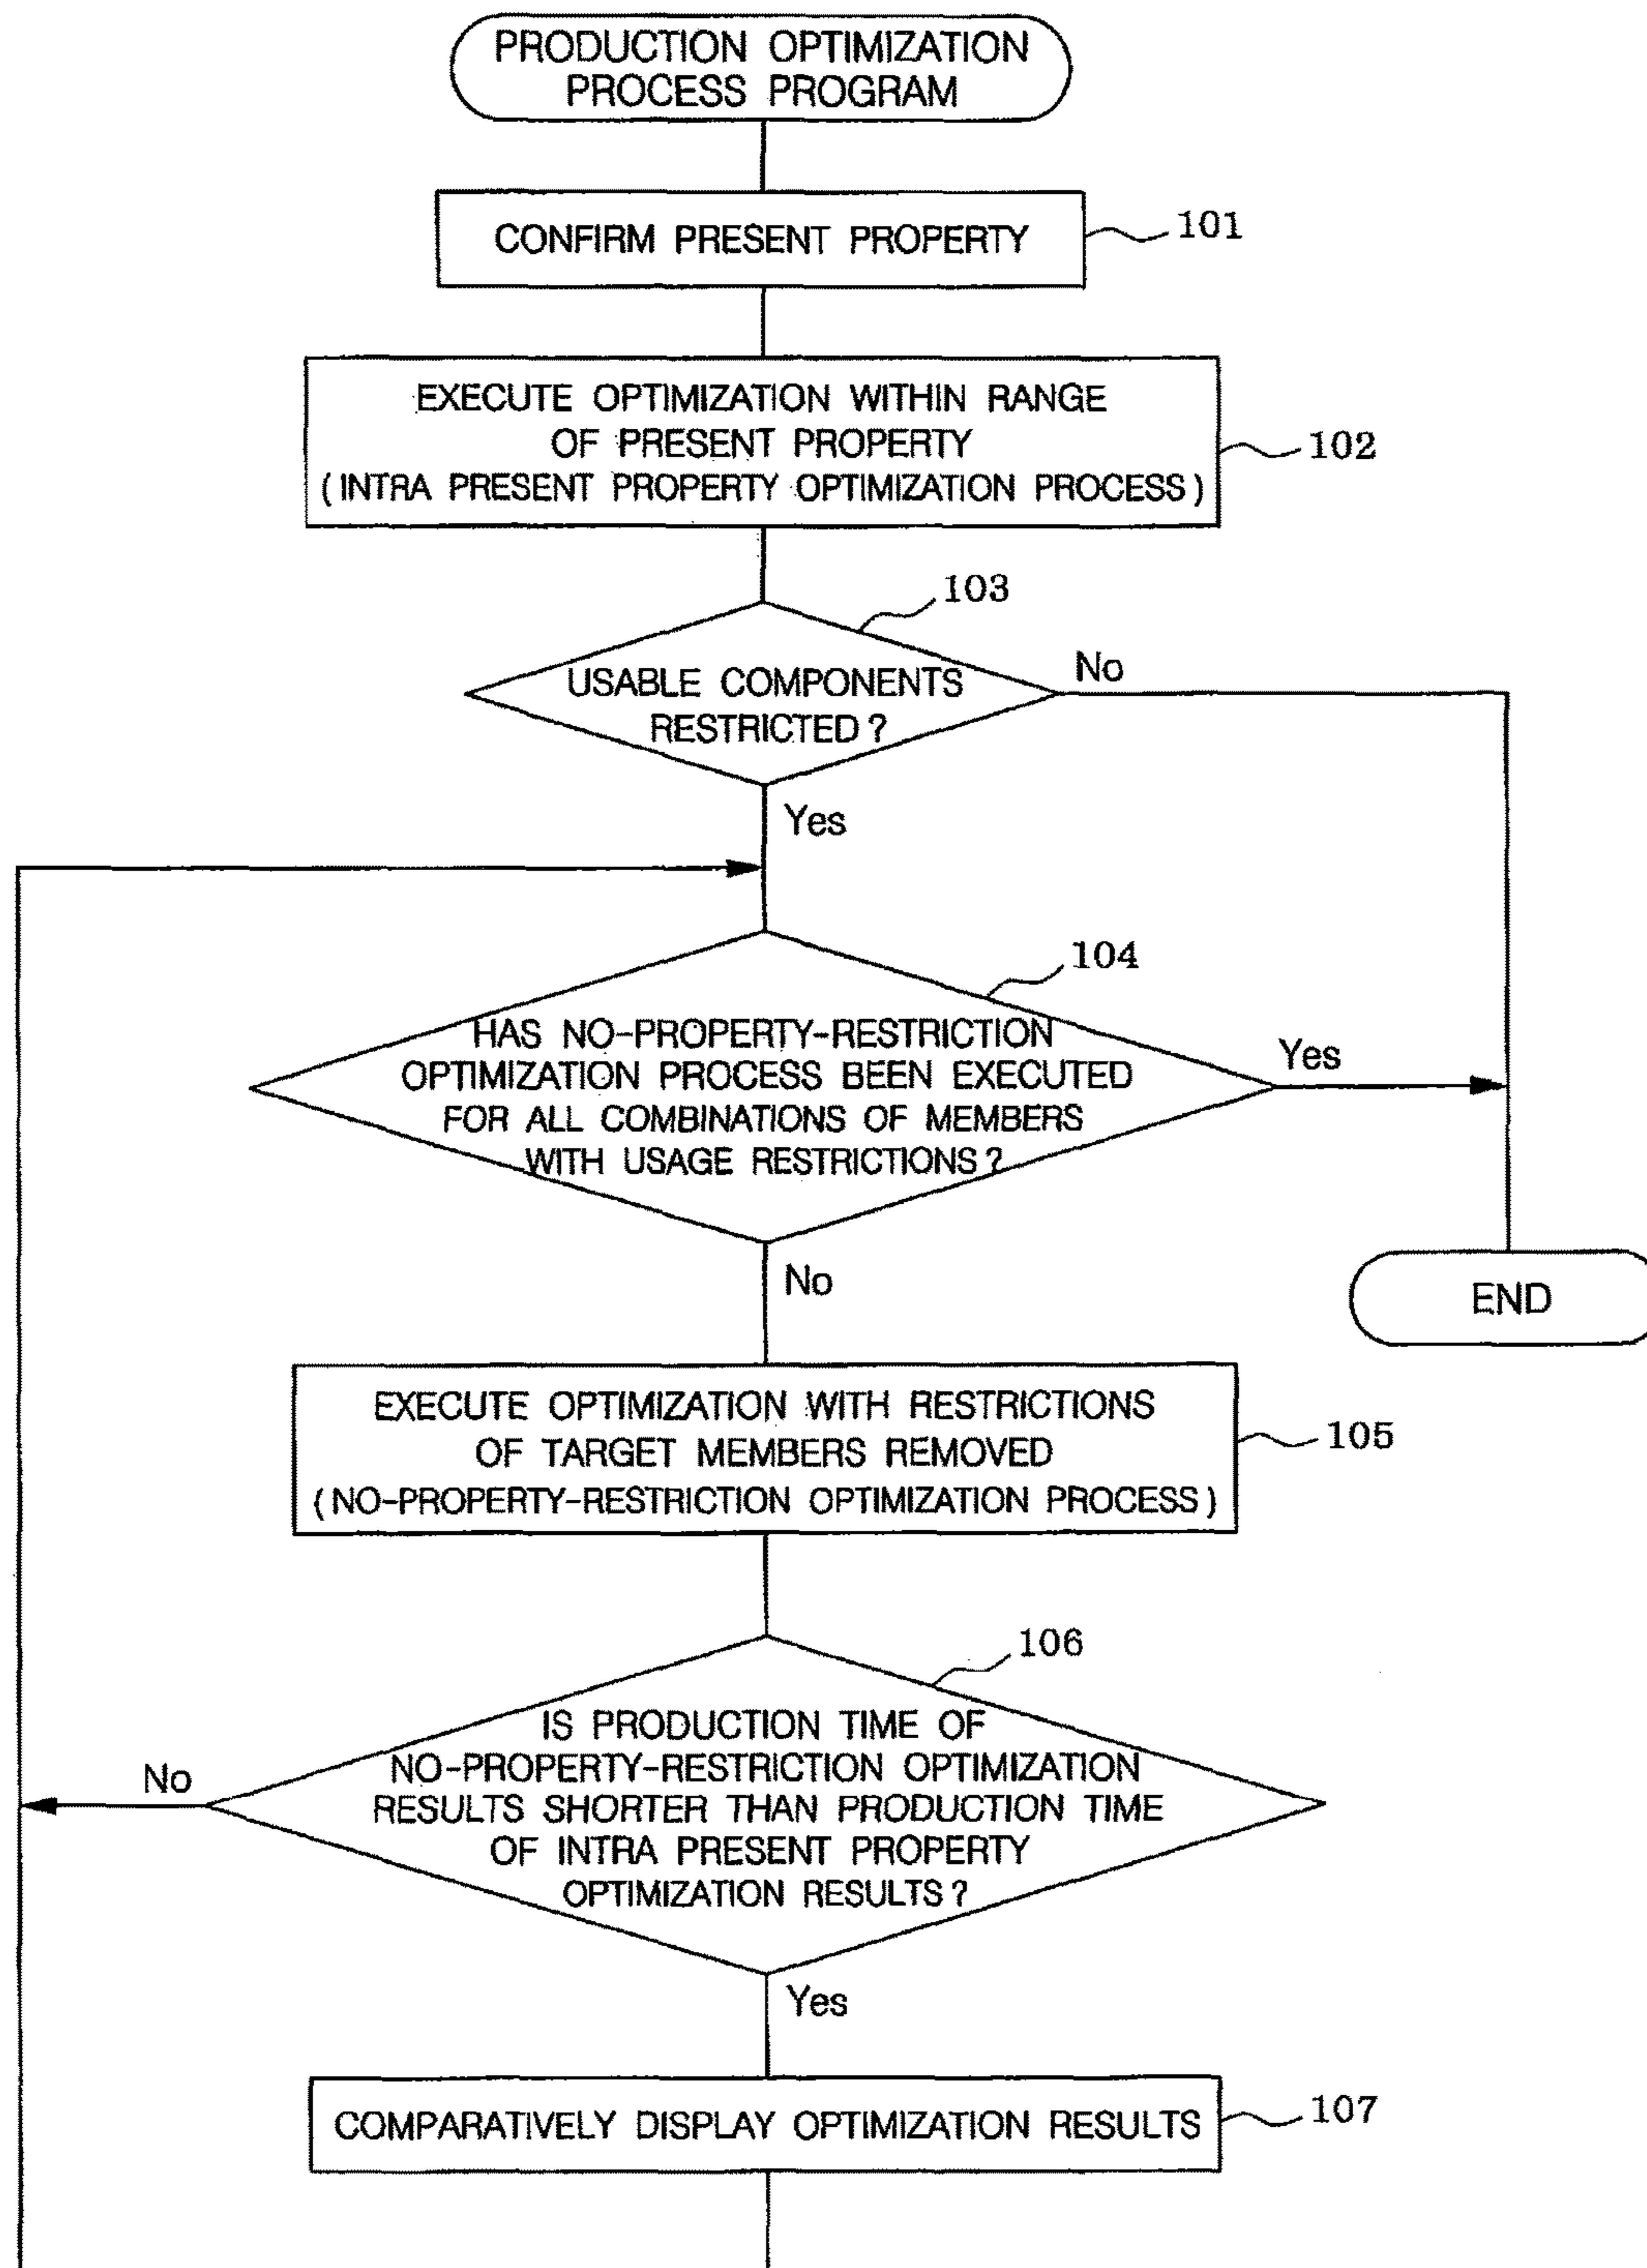 PRODUCTION OPTIMIZATION
PROCESS PROGRAM
CONFIRM PRESENT PROPERTY
101
EXECUTE OPTIMIZATION WITHIN RANGE
OF PRESENT PROPERTY
(INTRA PRESENT PROPERTY OPTIMIZATION PROCESS)
102
103
USABLE COMPONENTS
RESTRICTED?
No
Yes
104
HAS NO-PROPERTY-RESTRICTION
OPTIMIZATION PROCESS BEEN EXECUTED
FOR ALL COMBINATIONS OF MEMBERS
WITH USAGE RESTRICTIONS?
Yes
No
END
EXECUTE OPTIMIZATION WITH RESTRICTIONS
OF TARGET MEMBERS REMOVED
(NO-PROPERTY-RESTRICTION OPTIMIZATION PROCESS)
105
106
IS PRODUCTION TIME OF
NO-PROPERTY-RESTRICTION OPTIMIZATION
RESULTS SHORTER THAN PRODUCTION TIME
OF INTRA PRESENT PROPERTY
OPTIMIZATION RESULTS?
No
Yes
COMPARATIVELY DISPLAY OPTIMIZATION RESULTS
107